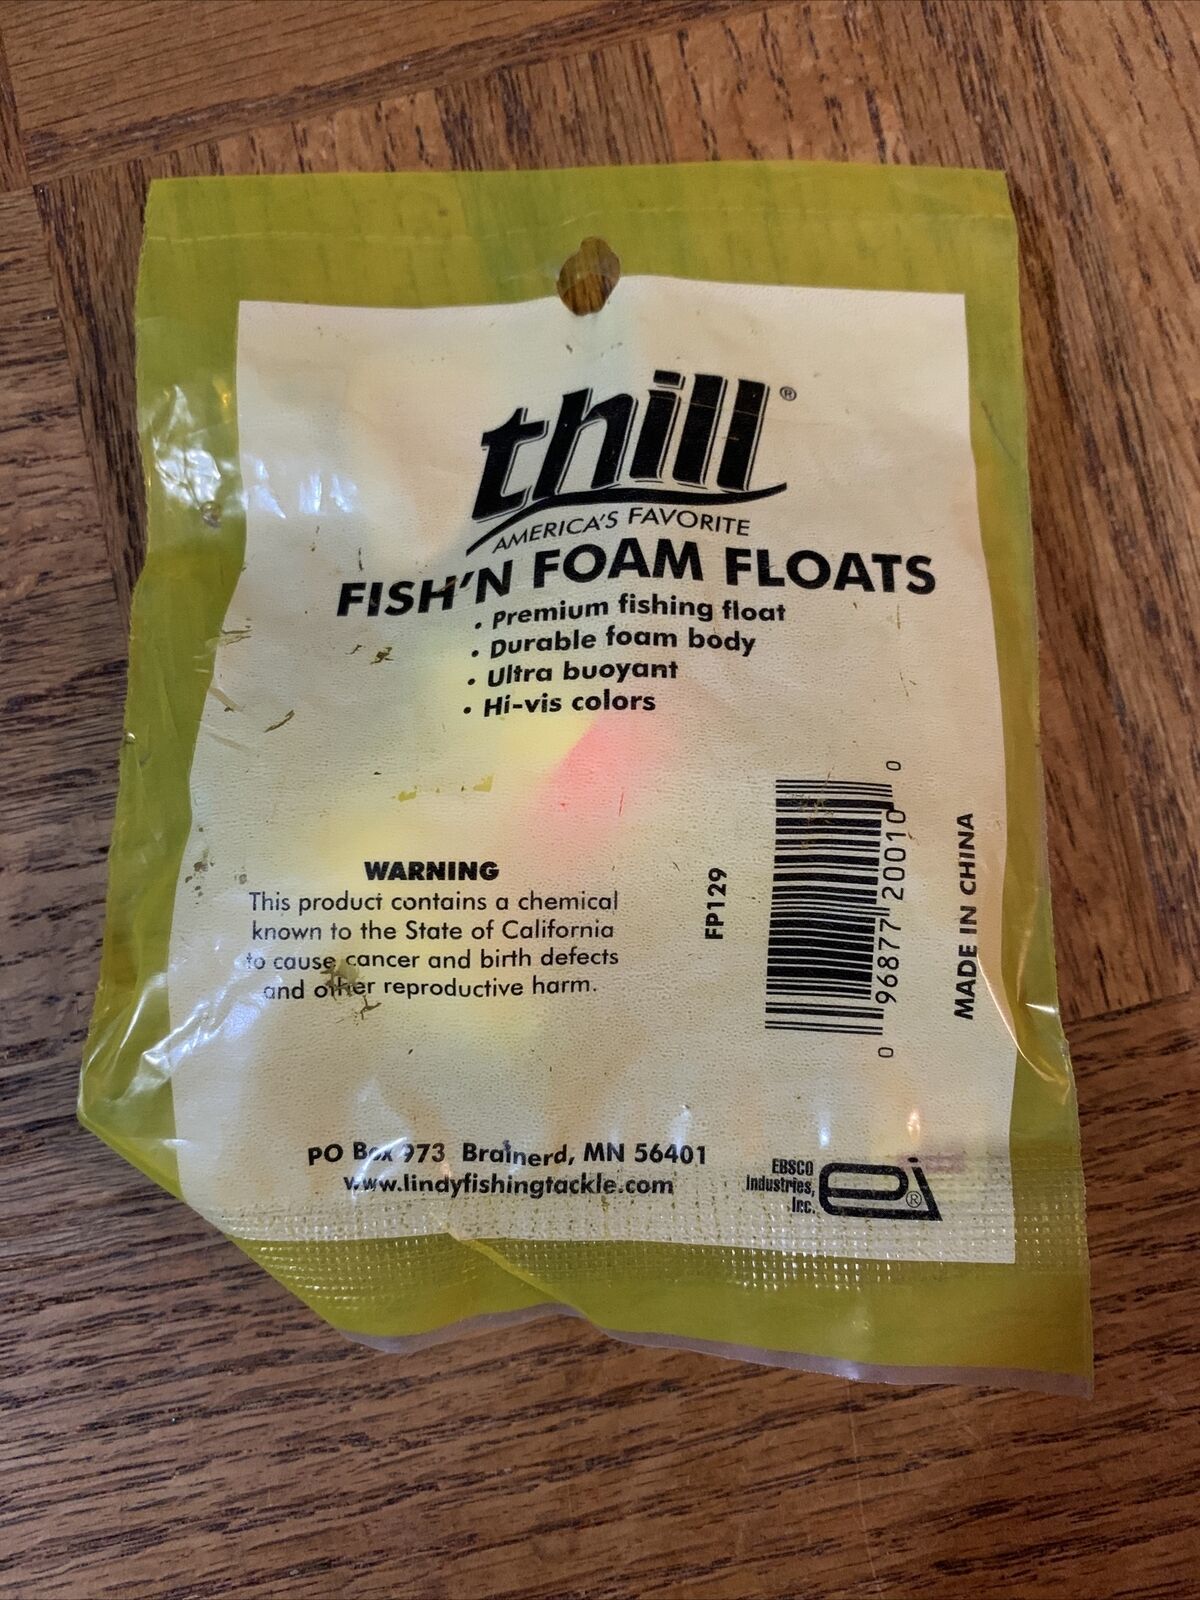 thill®
AMERICA'S FAVORITE
FISH'N FOAM FLOATS
• Premium fishing float
• Durable foam body
• Ultra buoyant
• Hi-vis colors
WARNING
This product contains a chemical
known to the State of California
to cause cancer and birth defects
and other reproductive harm.
FP129
0 96877 20010 0
MADE IN CHINA
PO Box 973 Brainerd, MN 56401
www.lindyfishingtackle.com
EBSCO
Industries,
Inc.
ei®